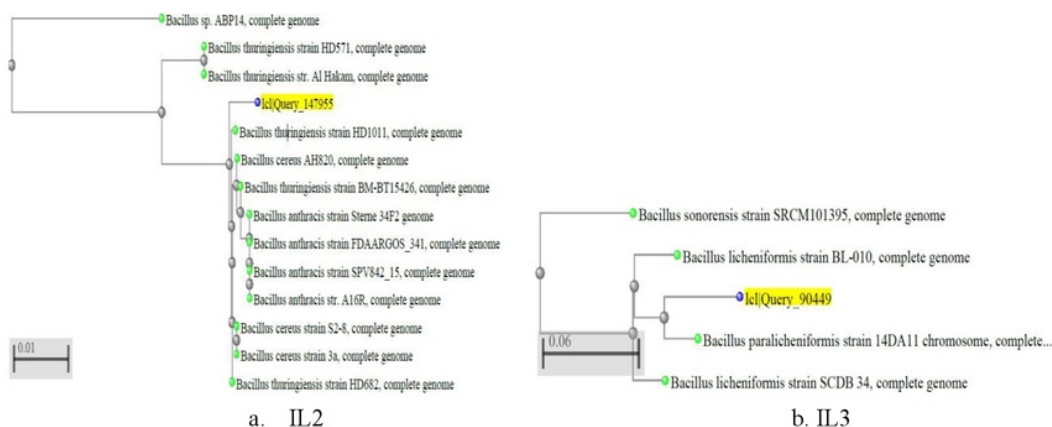 Bacillus sp. ABP14, complete genome
Bacillus thuringiensis strain HD571, complete genome
Bacillus thuringiensis str. Al Hakam, complete genome
lcl|Query_147955
Bacillus thuringiensis strain HD1011, complete genome
Bacillus cereus AH820, complete genome
Bacillus thuringiensis strain BM-BT15426, complete genome
Bacillus anthracis strain Sterne 34F2 genome
Bacillus anthracis strain FDAARGOS_341, complete genome
Bacillus anthracis strain SPV842_15, complete genome
Bacillus anthracis str. A16R, complete genome
Bacillus cereus strain S2-8, complete genome
Bacillus cereus strain 3a, complete genome
Bacillus thuringiensis strain HD682, complete genome
0.01
a. IL2
Bacillus sonorensis strain SRCM101395, complete genome
Bacillus licheniformis strain BL-010, complete genome
lcl|Query_90449
Bacillus paralicheniformis strain 14DA11 chromosome, complete...
Bacillus licheniformis strain SCDB 34, complete genome
0.06
b. IL3